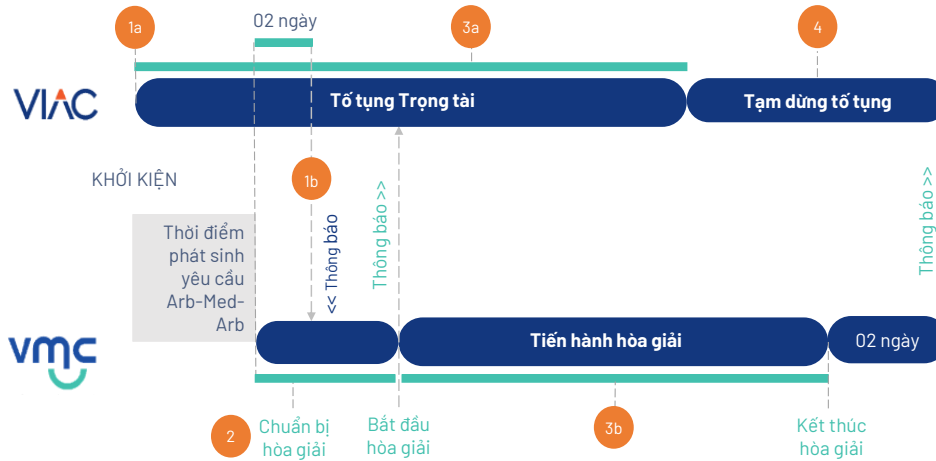 1a
02 ngày
3a
4
VIAC
Tố tụng Trọng tài
Tạm dừng tố tụng
KHỞI KIỆN
1b
Thời điểm
phát sinh
yêu cầu
Arb-Med-
Arb
<< Thông báo
Thông báo >>
Thông báo >>
vmc
Tiến hành hòa giải
02 ngày
2
Chuẩn bị
hòa giải
Bắt đầu
hòa giải
3b
Kết thúc
hòa giải